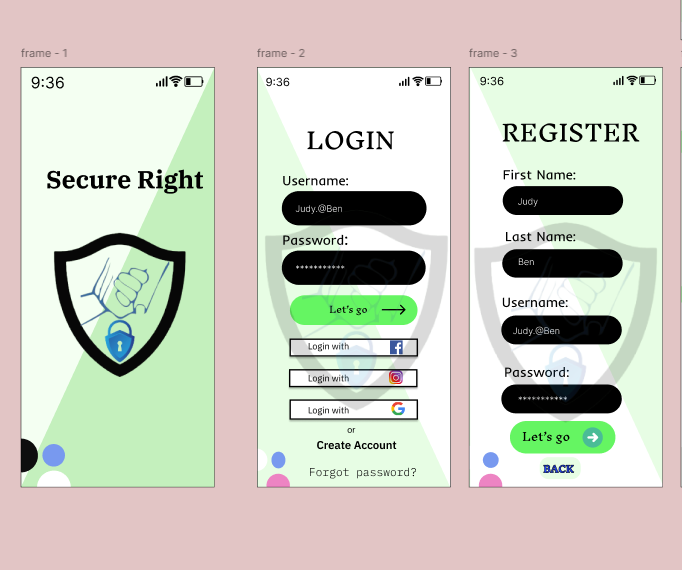 frame - 1
9:36
Secure Right
frame - 2
9:36
LOGIN
Username:
Judy.@Ben
Password:
***********
Let's go
Login with
Login with
Login with
or
Create Account
Forgot password?
frame - 3
9:36
REGISTER
First Name:
Judy
Last Name:
Ben
Username:
Judy.@Ben
Password:
***********
Let's go
BACK